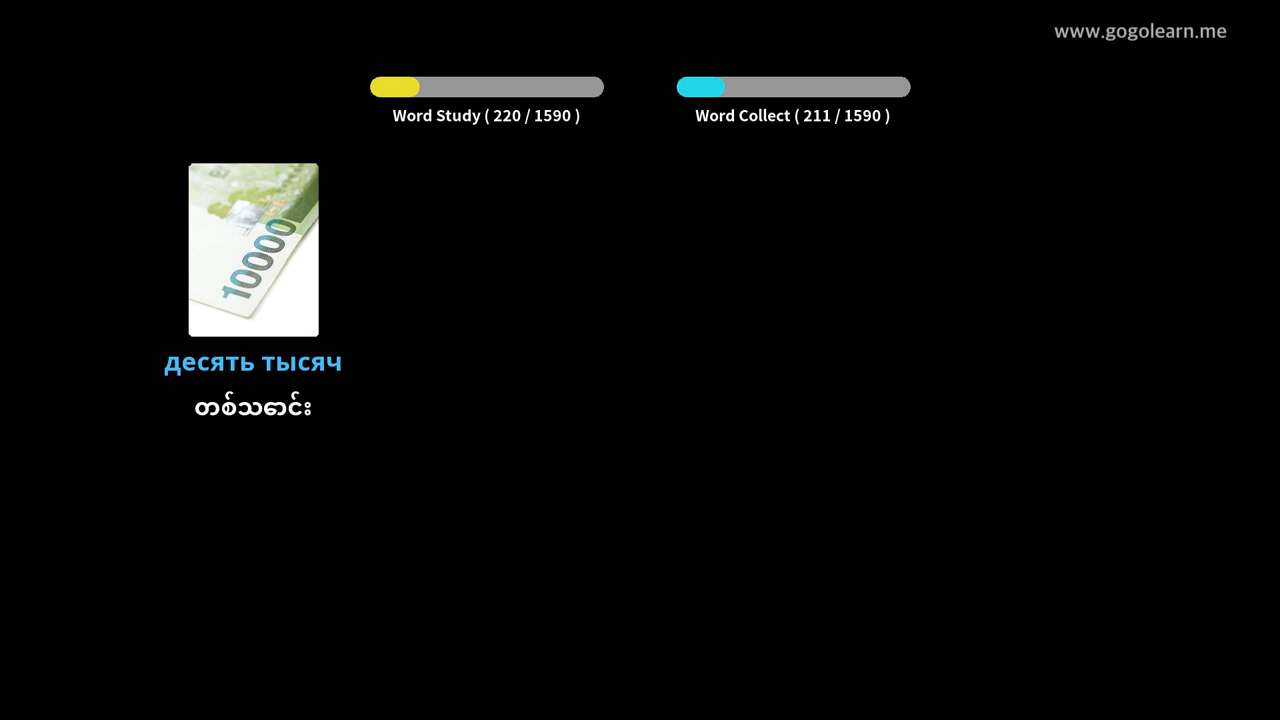 www.gogolearn.me
Word Study ( 220 / 1590 )
Word Collect ( 211 / 1590 )
10000
десять тысяч
တစ်သောင်း